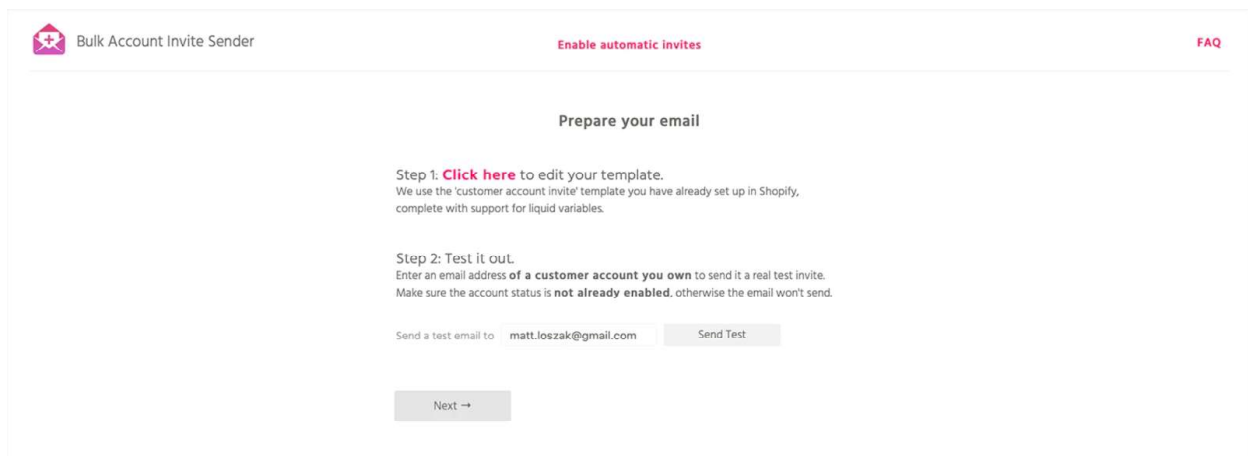 Bulk Account Invite Sender
Enable automatic invites
FAQ
Prepare your email
Step 1: Click here to edit your template.
We use the 'customer account invite' template you have already set up in Shopify,
complete with support for liquid variables.
Step 2: Test it out.
Enter an email address of a customer account you own to send it a real test invite.
Make sure the account status is not already enabled, otherwise the email won't send.
Send a test email to matt.loszak@gmail.com Send Test
Next →